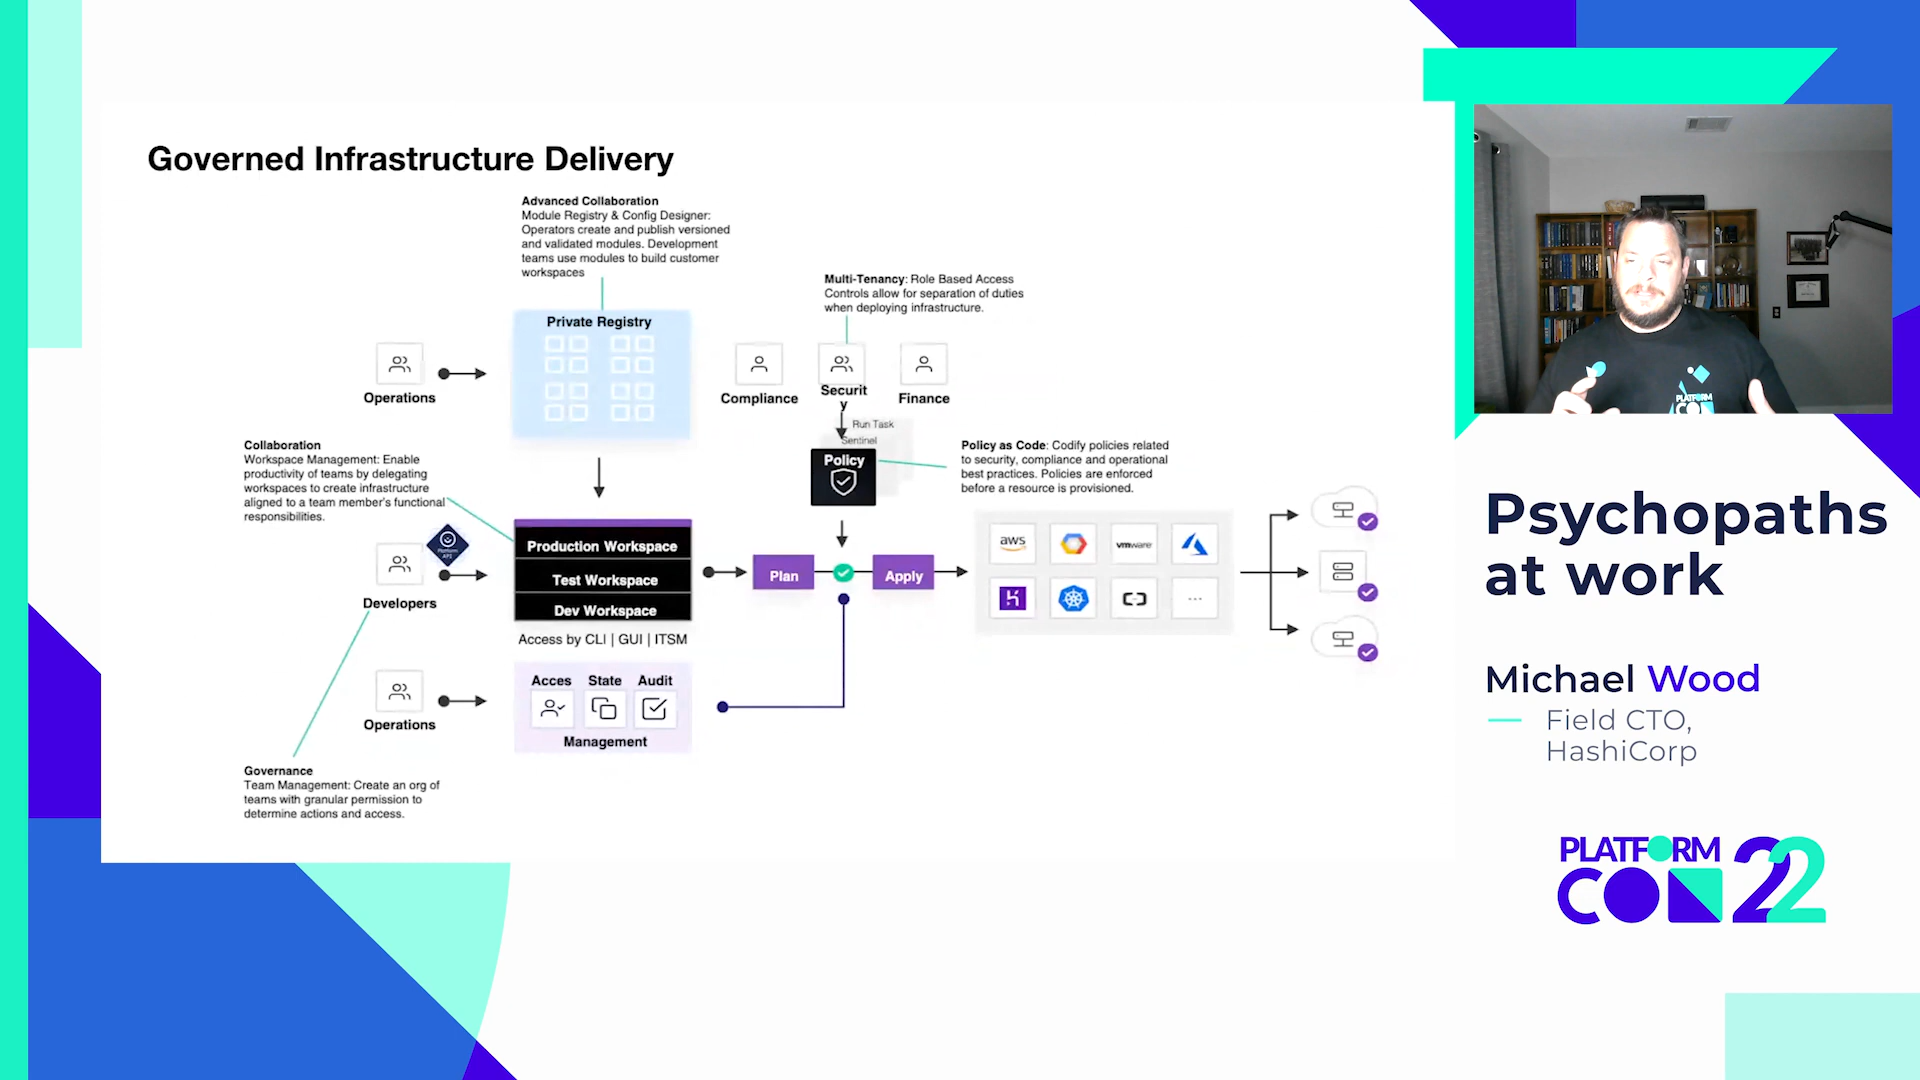 Governed Infrastructure Delivery
Advanced Collaboration
Module Registry & Config Designer:
Operators create and publish versioned
and validated modules. Development
teams use modules to build customer
workspaces
Multi-Tenancy: Role Based Access
Controls allow for separation of duties
when deploying infrastructure.
Private Registry
Operations
Compliance
Securit
y
Finance
Run Task
Sentinel
Policy
Policy as Code: Codify policies related
to security, compliance and operational
best practices. Policies are enforced
before a resource is provisioned.
Collaboration
Workspace Management: Enable
productivity of teams by delegating
workspaces to create infrastructure
aligned to a team member's functional
responsibilities.
Platform
API
Developers
Production Workspace
Test Workspace
Dev Workspace
Access by CLI | GUI | ITSM
Plan
Apply
aws
vmware
...
Operations
Acces
State
Audit
Management
Governance
Team Management: Create an org of
teams with granular permission to
determine actions and access.
PLATFORM
CON
Psychopaths
at work
Michael Wood
Field CTO,
HashiCorp
PLATFORM
CON 22